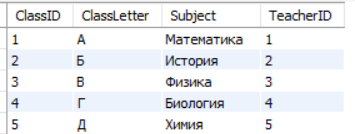 ClassID ClassLetter Subject TeacherID
1 А Математика 1
2 Б История 2
3 В Физика 3
4 Г Биология 4
5 Д Химия 5